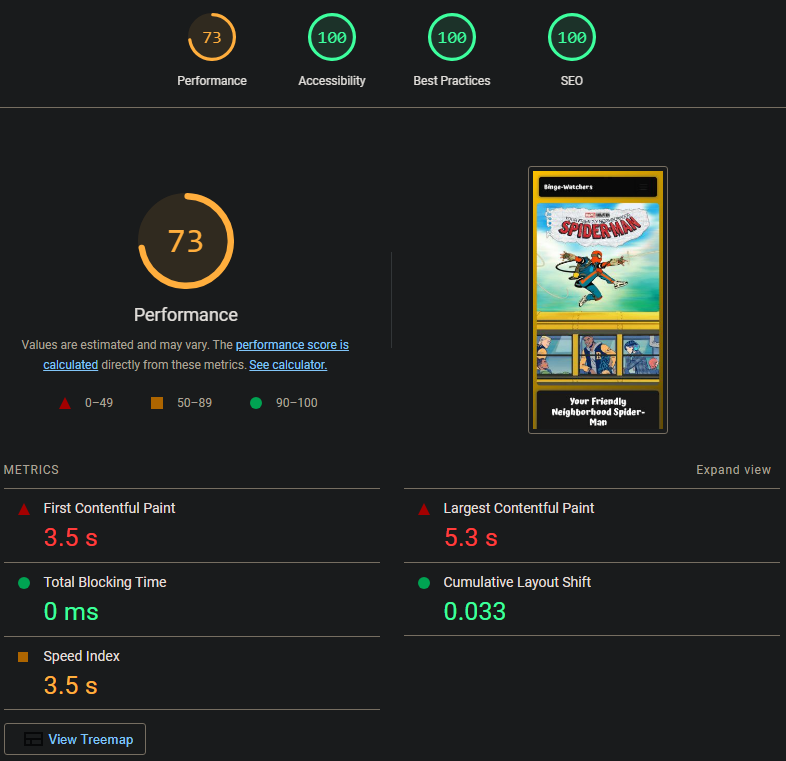 73
100
100
100
Performance
Accessibility
Best Practices
SEO
73
Performance
Values are estimated and may vary. The performance score is
calculated directly from these metrics. See calculator.
0–49
50–89
90–100
Binge-Watchers
SPIDER-MAN
Your Friendly
Neighborhood Spider-
Man
METRICS
Expand view
First Contentful Paint
3.5 s
Largest Contentful Paint
5.3 s
Total Blocking Time
0 ms
Cumulative Layout Shift
0.033
Speed Index
3.5 s
View Treemap